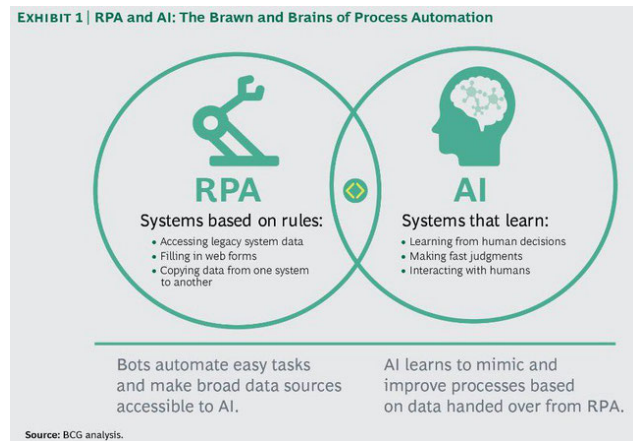 EXHIBIT 1 | RPA and AI: The Brawn and Brains of Process Automation
RPA
Systems based on rules:
• Accessing legacy system data
• Filling in web forms
• Copying data from one system
to another
AI
Systems that learn:
• Learning from human decisions
• Making fast judgments
• Interacting with humans
Bots automate easy tasks
and make broad data sources
accessible to AI.
AI learns to mimic and
improve processes based
on data handed over from RPA.
Source: BCG analysis.